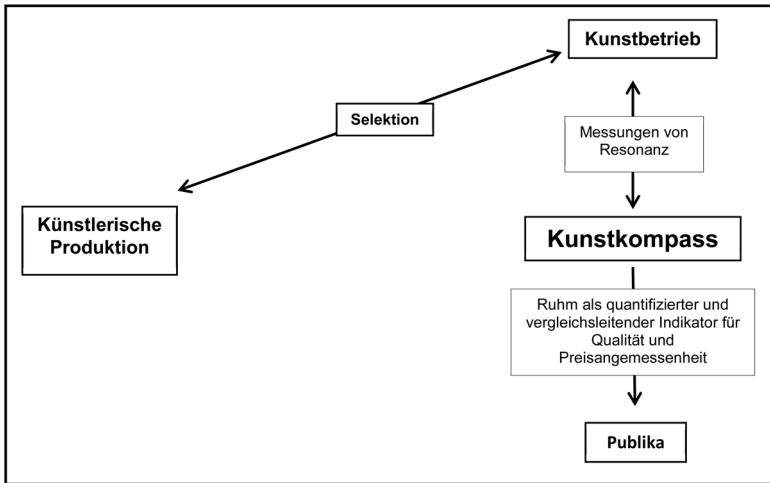 Kunstbetrieb
Selektion
Messungen von
Resonanz
Künstlerische
Produktion
Kunstkompass
Ruhm als quantifizierter und
vergleichsleitender Indikator für
Qualität und
Preisangemessenheit
Publika